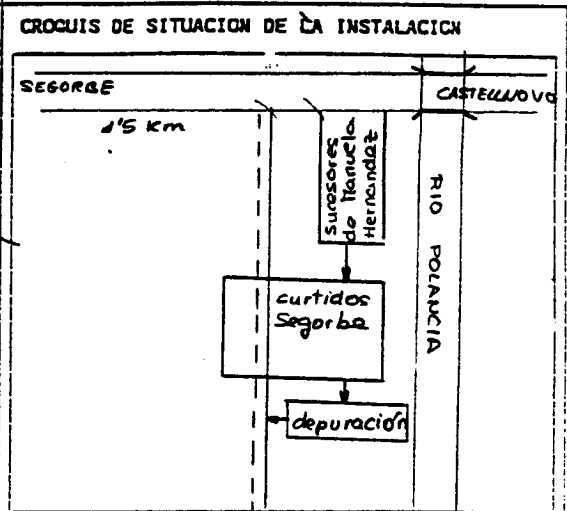 CROQUIS DE SITUACION DE LA INSTALACION
SEGORBE
CASTELLNOVO
1'5 Km
Sucesores
de Manuela
Hernandez
RIO POLANCIA
curtidos
Segorbe
depuración